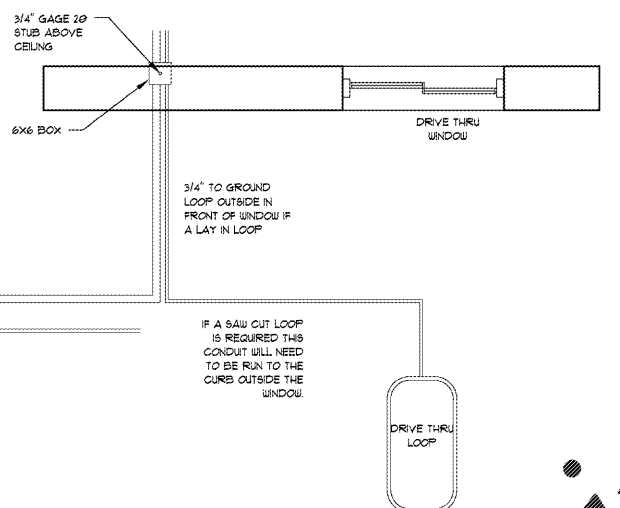 3/4" GAGE 20
STUB ABOVE
CEILING
6X6 BOX
DRIVE THRU
WINDOW
3/4" TO GROUND
LOOP OUTSIDE IN
FRONT OF WINDOW IF
A LAY IN LOOP
IF A SAW CUT LOOP
IS REQUIRED THIS
CONDUIT WILL NEED
TO BE RUN TO THE
CURB OUTSIDE THE
WINDOW.
DRIVE THRU
LOOP